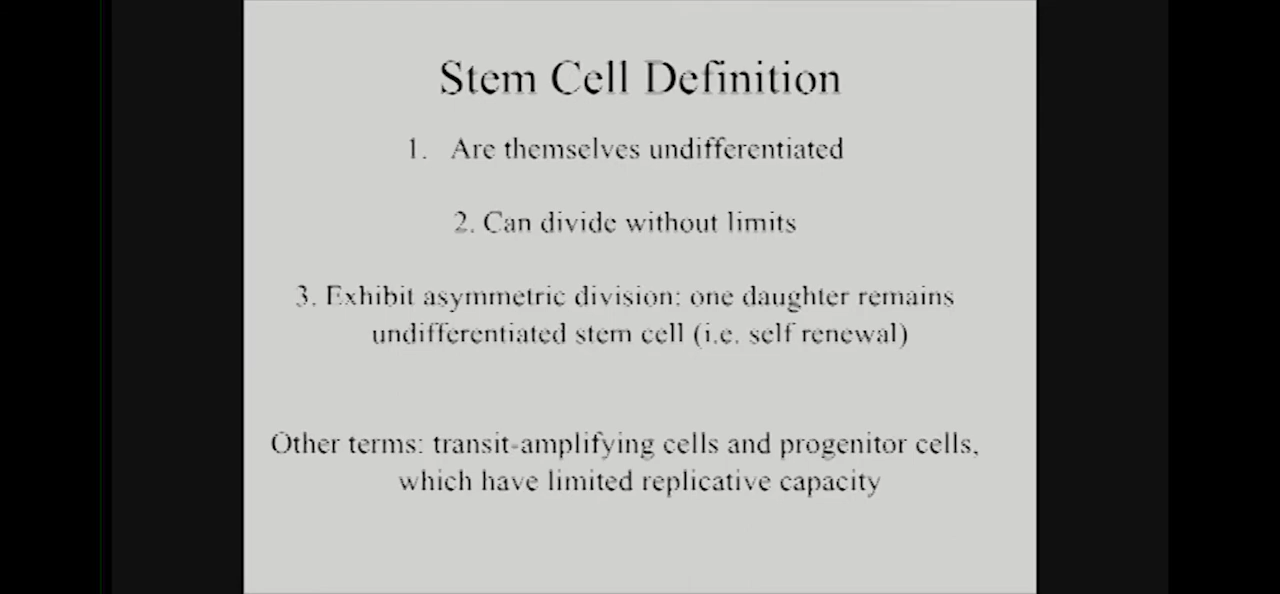 Stem Cell Definition
1. Are themselves undifferentiated
2. Can divide without limits
3. Exhibit asymmetric division: one daughter remains
undifferentiated stem cell (i.e. self renewal)
Other terms: transit-amplifying cells and progenitor cells,
which have limited replicative capacity